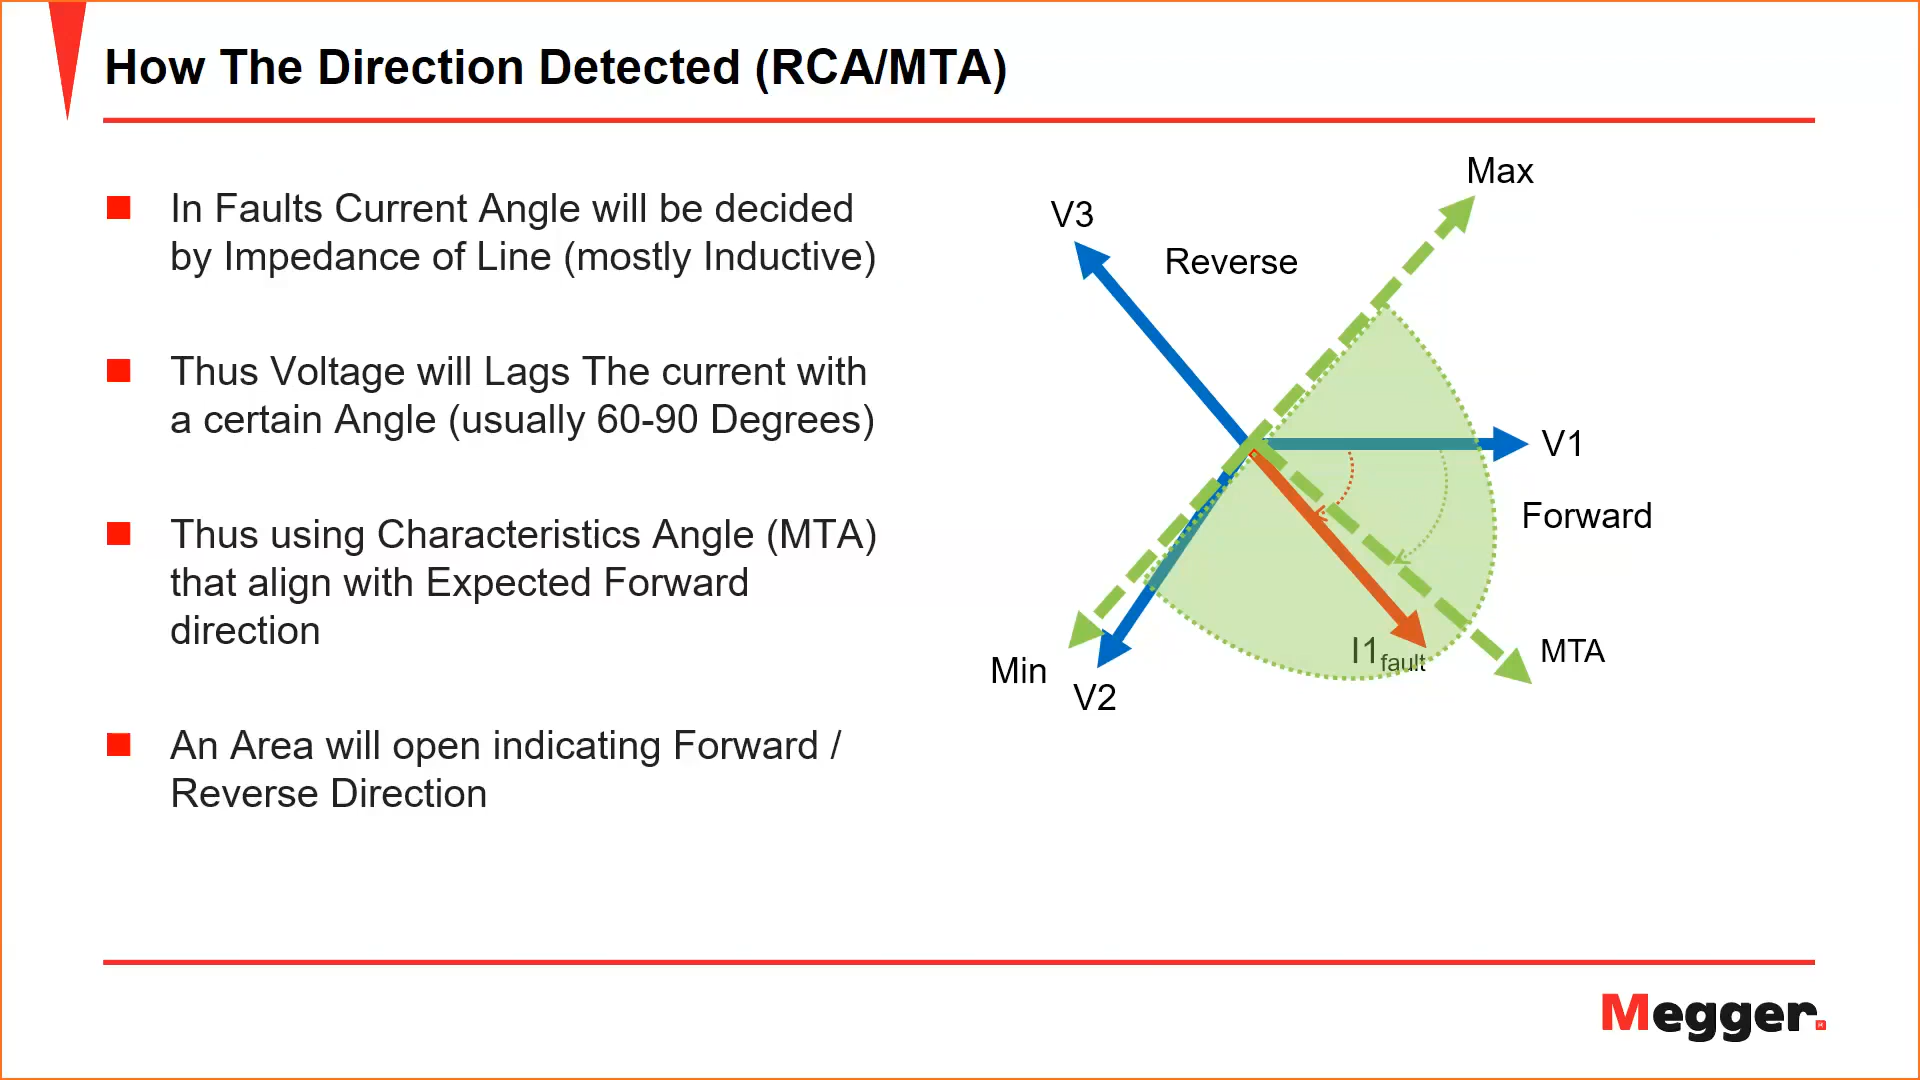 How The Direction Detected (RCA/MTA)
In Faults Current Angle will be decided
by Impedance of Line (mostly Inductive)
Thus Voltage will Lags The current with
a certain Angle (usually 60-90 Degrees)
Thus using Characteristics Angle (MTA)
that align with Expected Forward
direction
An Area will open indicating Forward /
Reverse Direction
Max
V3
Reverse
V1
Forward
MTA
I1fault
Min
V2
Megger.